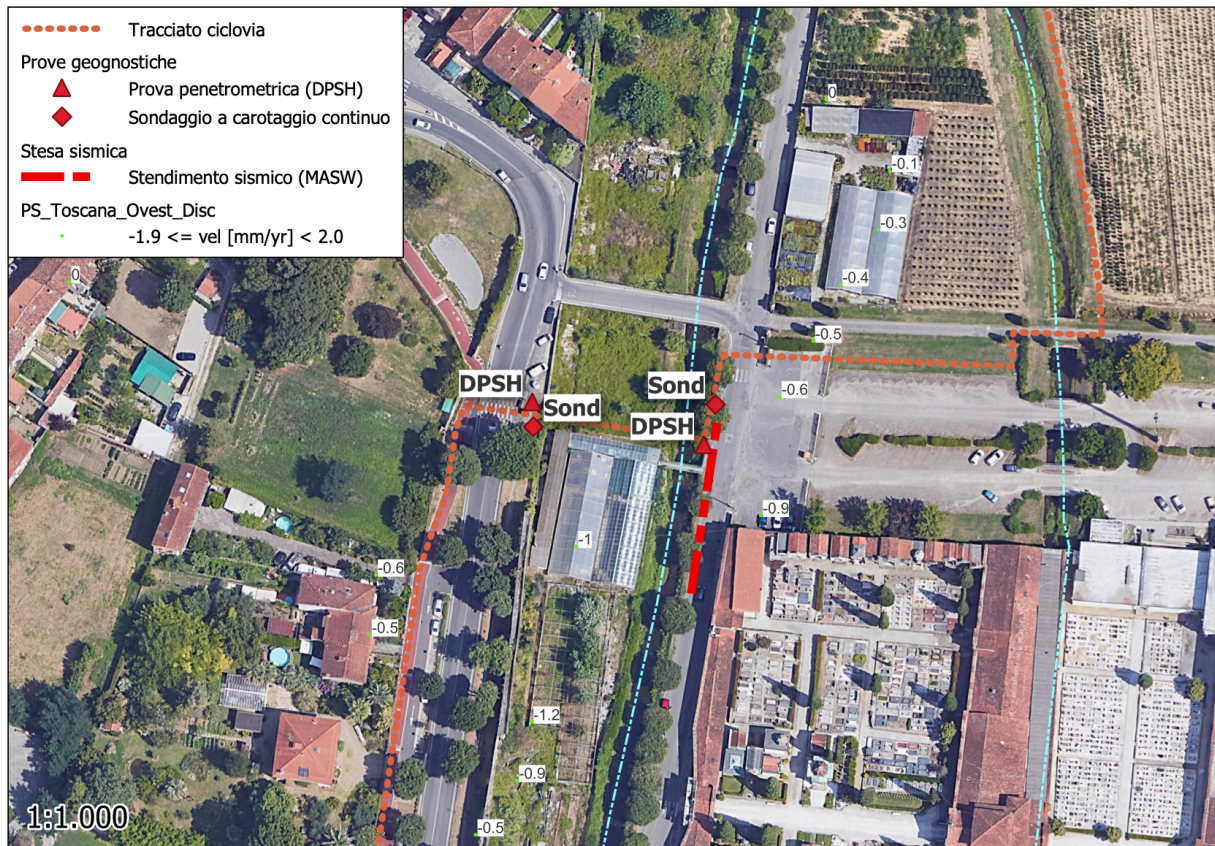 Tracciato ciclovia
Prove geognostiche
Prova penetrometrica (DPSH)
Sondaggio a carotaggio continuo
Stesa sismica
Stendimento sismico (MASW)
PS_Toscana_Ovest_Disc
-1.9 <= vel [mm/yr] < 2.0
0
-0.1
-0.3
0
-0.4
-0.5
DPSH
Sond
-0.6
Sond
DPSH
-0.9
-1
-0.6
-0.5
-1.2
-0.9
1:1.000
-0.5